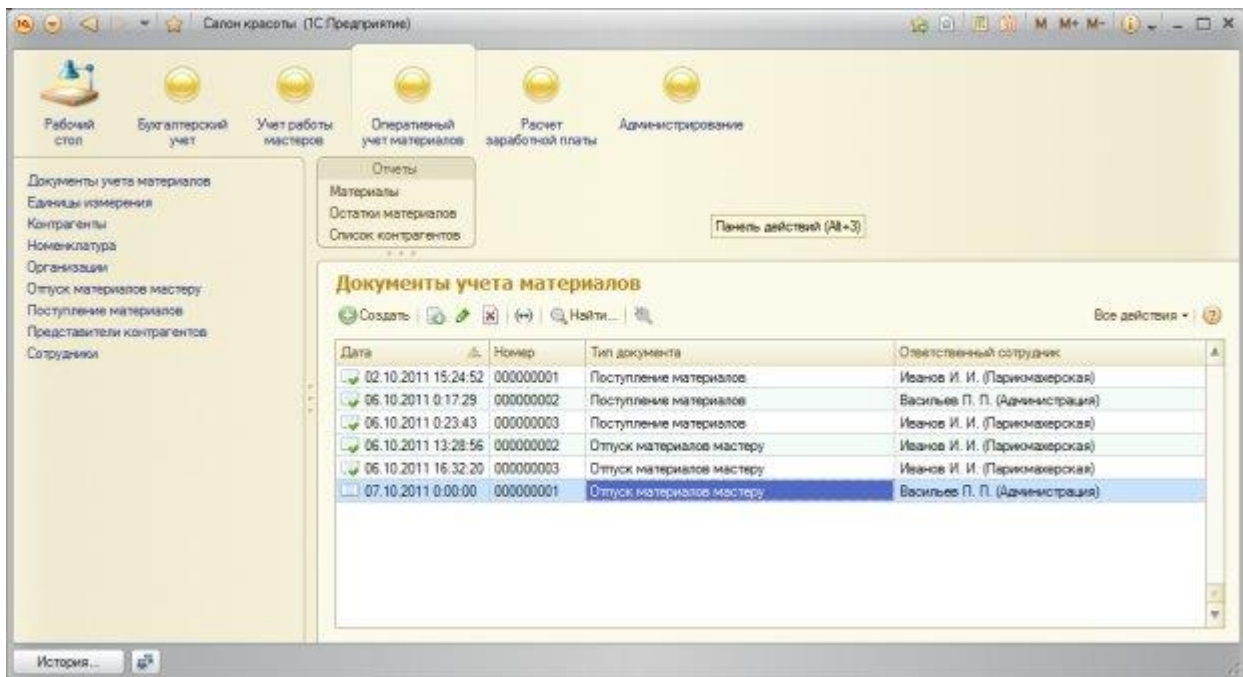 Салон красоты (1С:Предприятие)
M M+ M-
Рабочий стол
Бухгалтерский учет
Учет работы мастеров
Оперативный учет материалов
Расчет заработной платы
Администрирование
Документы учета материалов
Единицы измерения
Контрагенты
Номенклатура
Организации
Отпуск материалов мастеру
Поступление материалов
Представители контрагентов
Сотрудники
Отчеты
Материалы
Остатки материалов
Список контрагентов
Панель действий (Alt+3)
Документы учета материалов
Создать Найти... Все действия
Дата Номер Тип документа Ответственный сотрудник
02.10.2011 15:24:52 000000001 Поступление материалов Иванов И. И. (Парикмахерская)
06.10.2011 0:17:29 000000002 Поступление материалов Васильев П. П. (Администрация)
06.10.2011 0:23:43 000000003 Поступление материалов Иванов И. И. (Парикмахерская)
06.10.2011 13:28:56 000000002 Отпуск материалов мастеру Иванов И. И. (Парикмахерская)
06.10.2011 16:32:20 000000003 Отпуск материалов мастеру Иванов И. И. (Парикмахерская)
07.10.2011 0:00:00 000000001 Отпуск материалов мастеру Васильев П. П. (Администрация)
История...